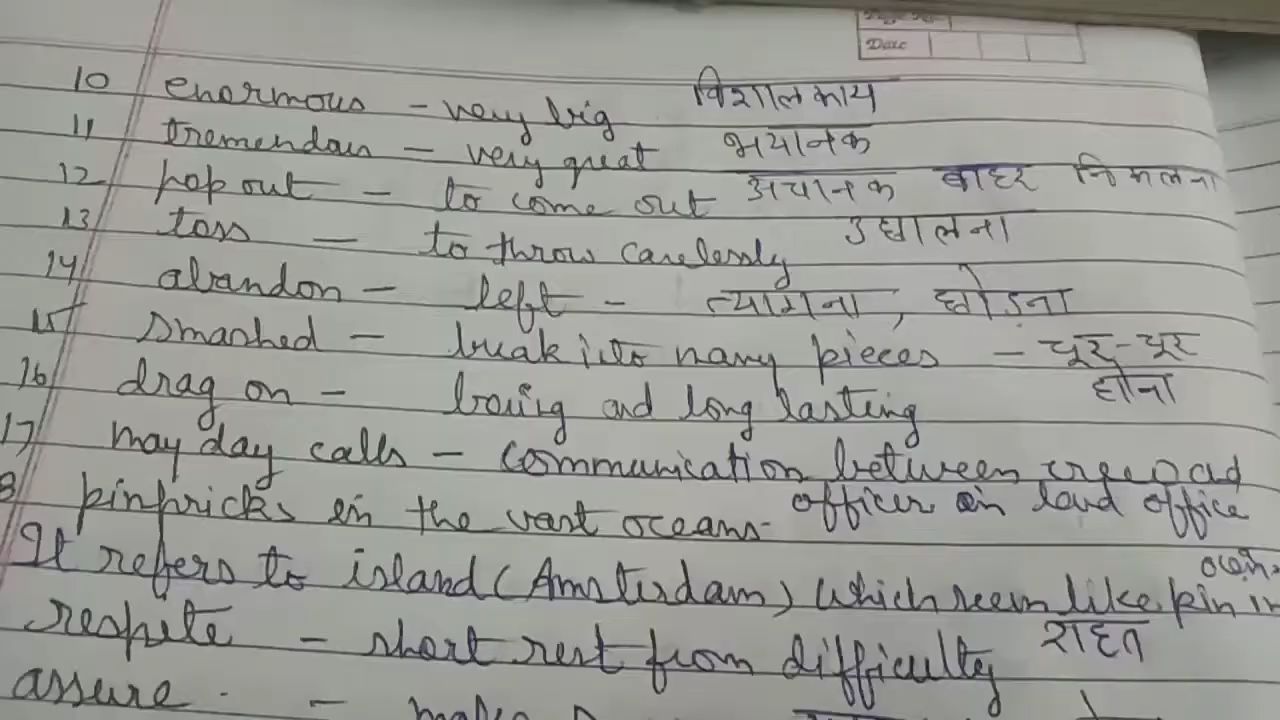 Date
10 enormous - very big विशालकाय
11 tremendous - very great भयानक
12 pop out - to come out अचानक बाहर निकलना
13 toss - to throw carelessly उछालना
14 abandon - left - त्यागना, छोड़ना
15 smashed - break into many pieces - चूर-चूर होना
16 drag on - boring and long lasting
17 may day calls - communication between and officer in land office
8 pinpricks in the vast oceans.
It refers to island (Amsterdam) which seem like pin in ocen.
respite - short rest from difficulty राहत
assure -